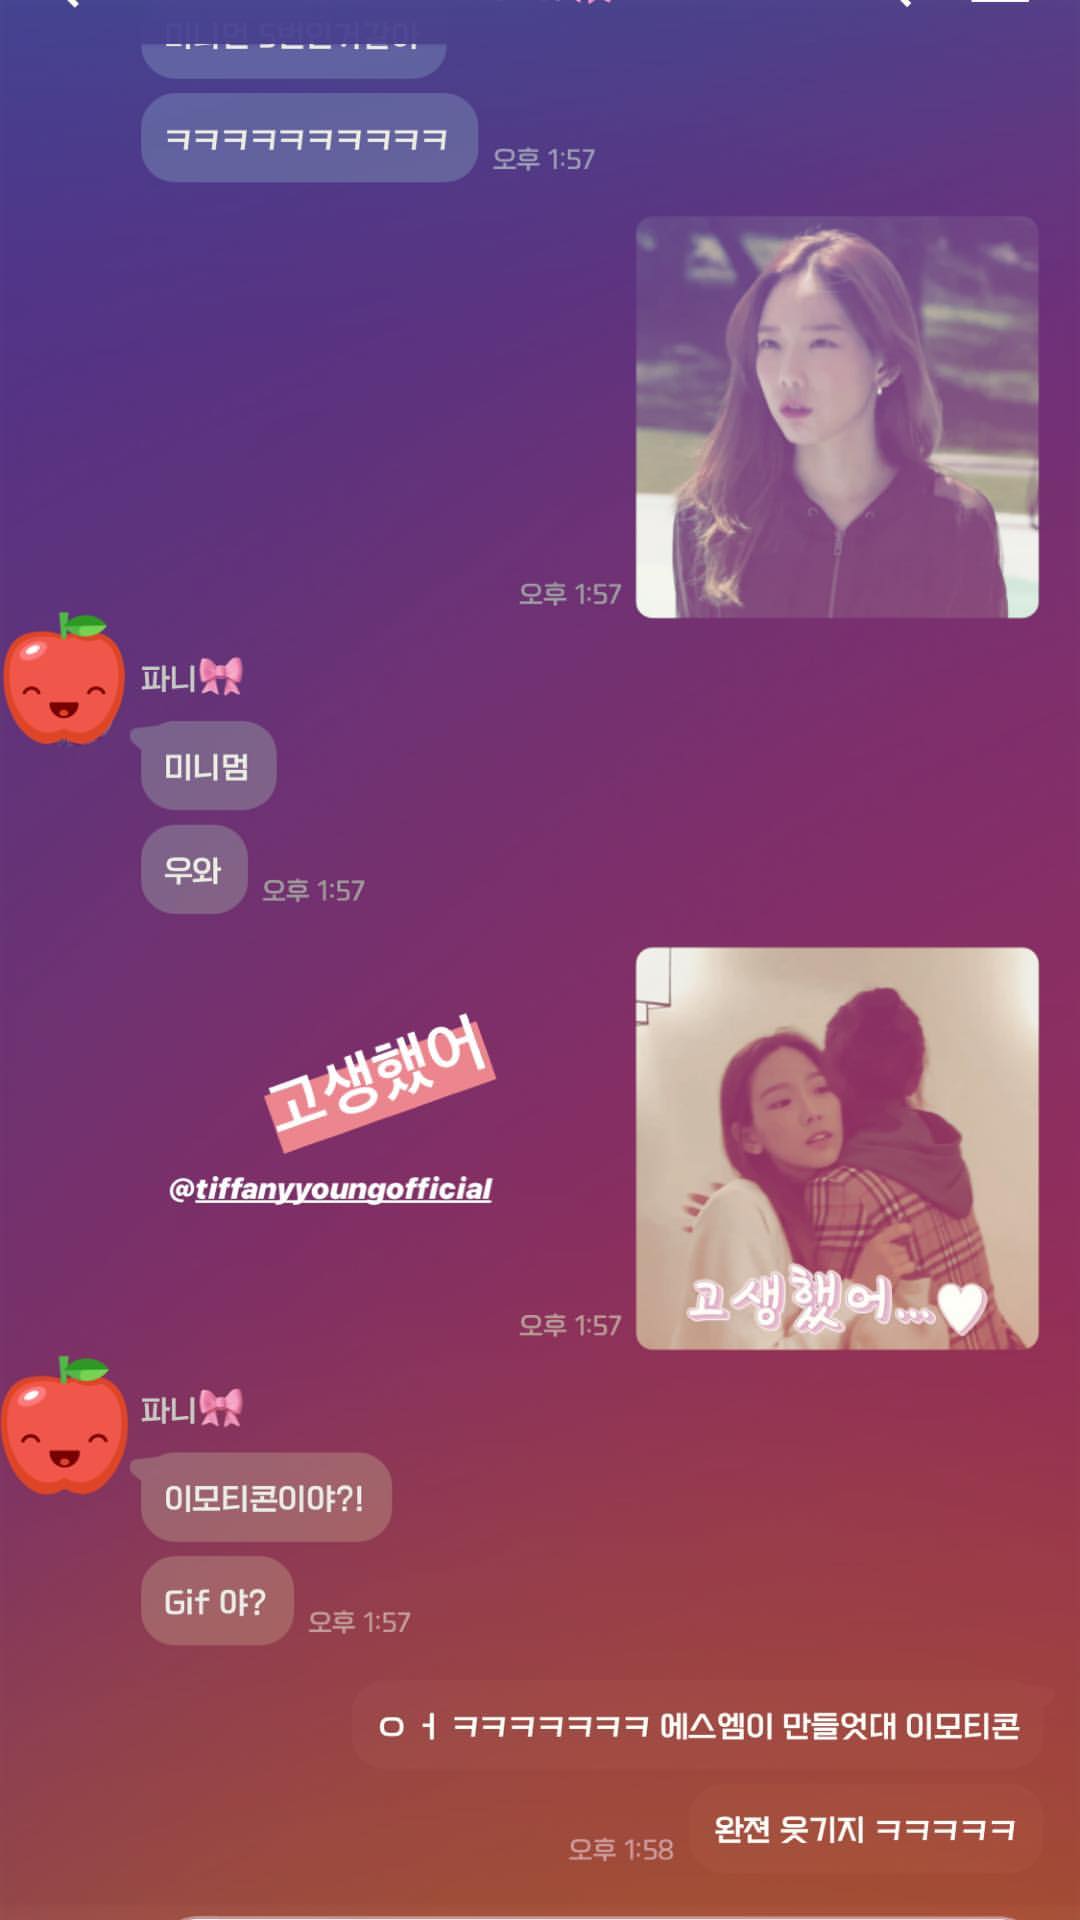 ㅋㅋㅋㅋㅋㅋㅋㅋㅋㅋ
오후 1:57
오후 1:57
파니🎀
미니멈
우와
오후 1:57
고생했어
@tiffanyyoungofficial
고생했어...♥
오후 1:57
파니🎀
이모티콘이야?!
Gif 야?
오후 1:57
ㅇ ㅓ ㅋㅋㅋㅋㅋㅋㅋ 에스엠이 만들엇대 이모티콘
완젼 웃기지 ㅋㅋㅋㅋㅋ
오후 1:58